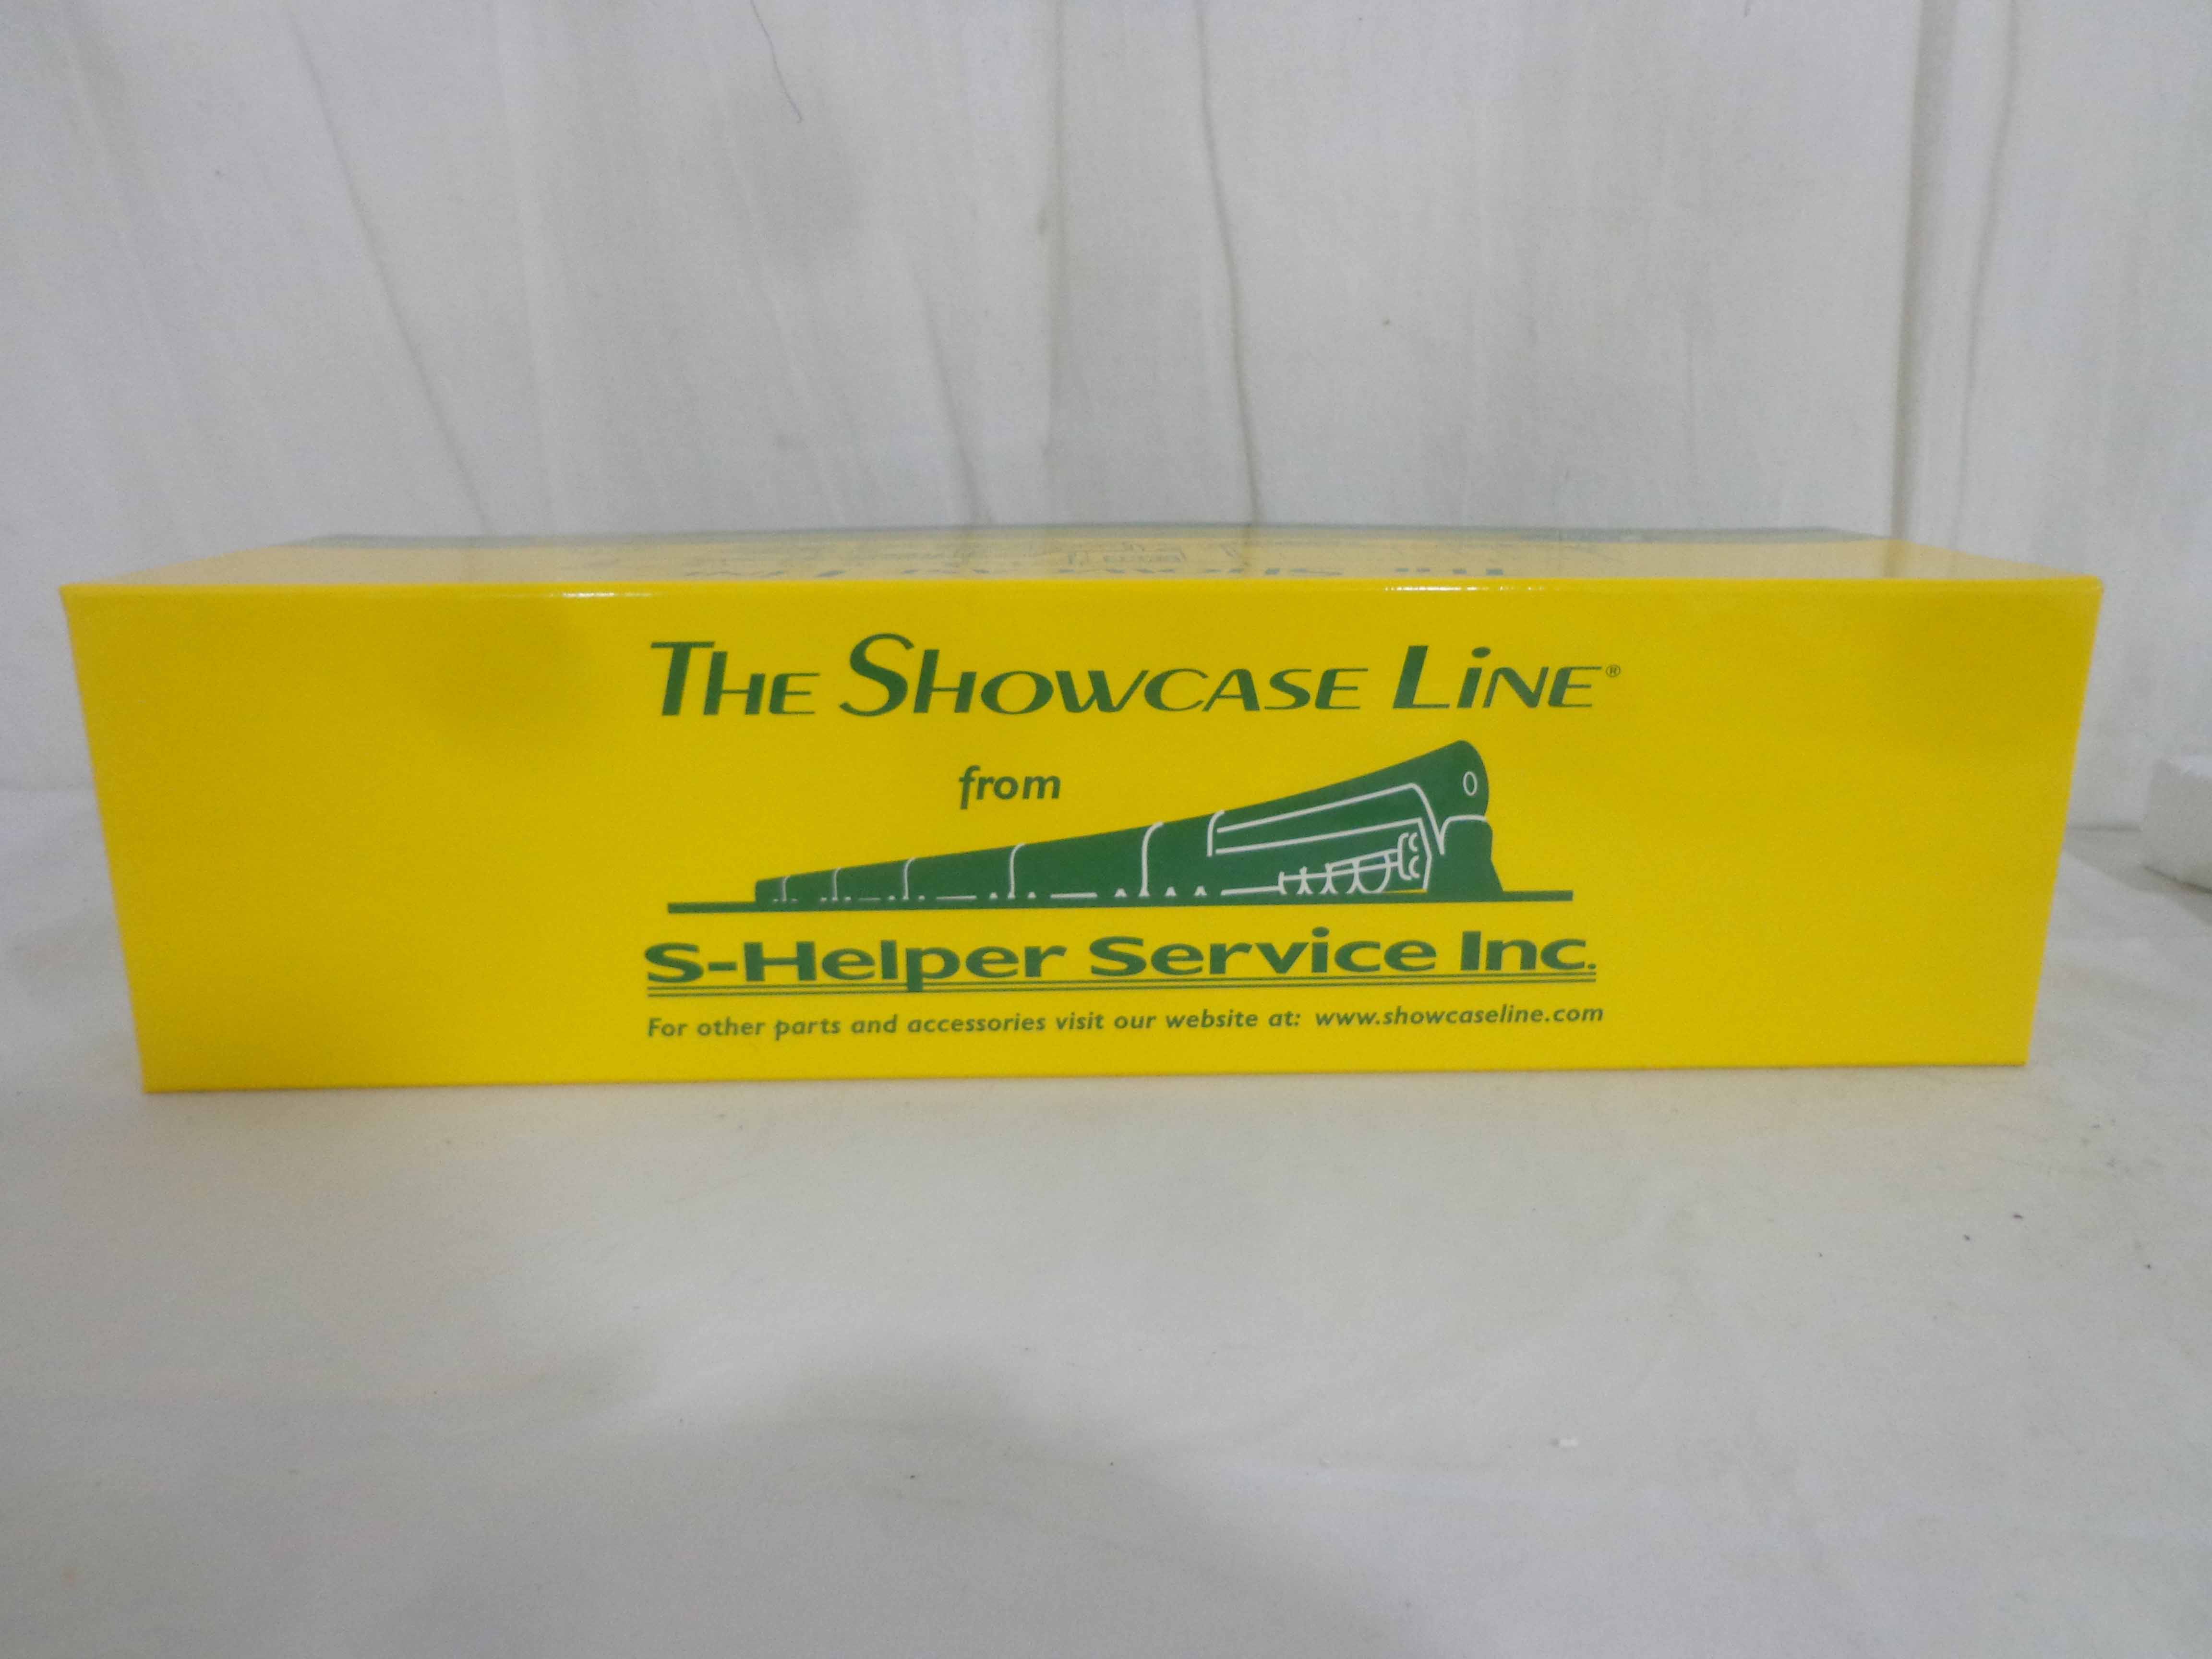 THE SHOWCASE LiNE®
from
S-Helper Service Inc.
For other parts and accessories visit our website at: www.showcaseline.com